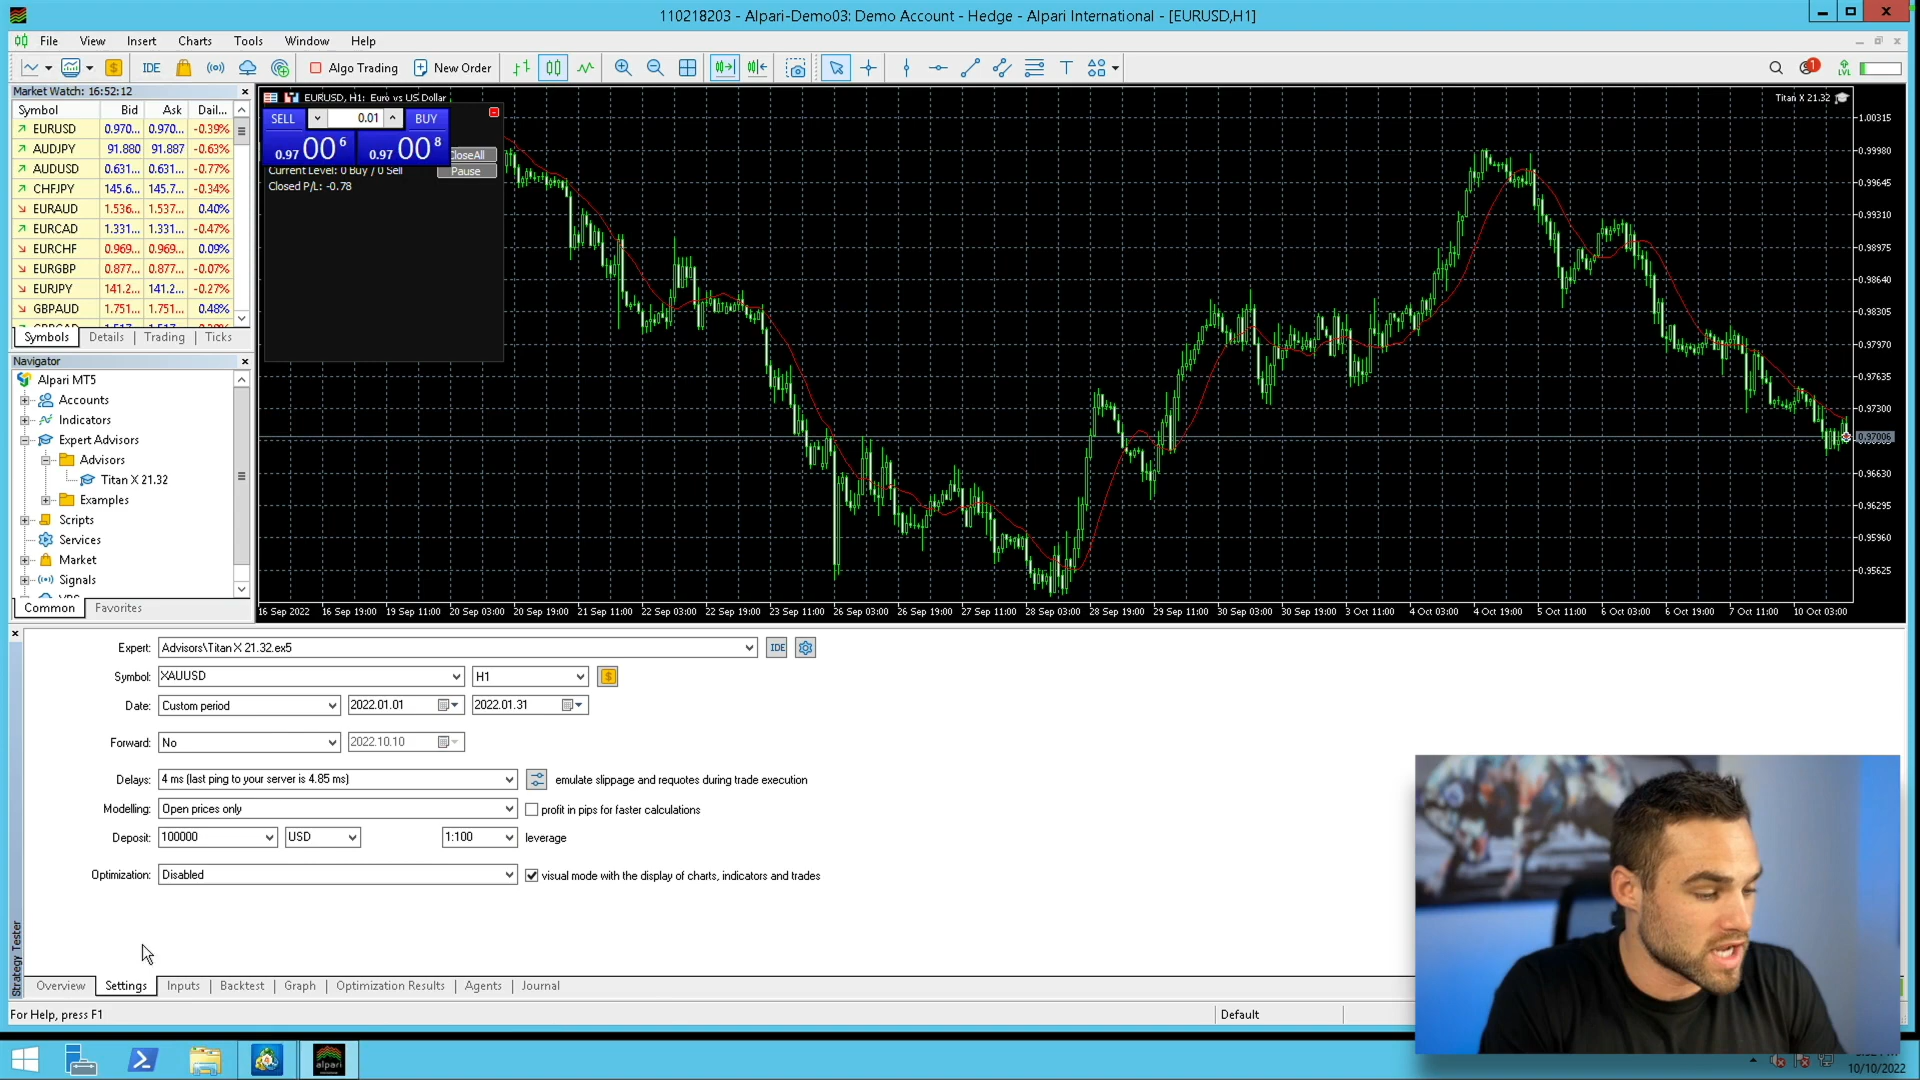 110218203 - Alpari-Demo03: Demo Account - Hedge - Alpari International - [EURUSD,H1]
File View Insert Charts Tools Window Help
IDE Algo Trading New Order 1 LVL
Market Watch: 16:52:12
Symbol Bid Ask Dail...
EURUSD 0.970... 0.970... -0.39%
AUDJPY 91.880 91.887 -0.63%
AUDUSD 0.631... 0.631... -0.77%
CHFJPY 145.6... 145.7... -0.34%
EURAUD 1.536... 1.537... 0.40%
EURCAD 1.331... 1.331... -0.47%
EURCHF 0.969... 0.969... 0.09%
EURGBP 0.877... 0.877... -0.07%
EURJPY 141.2... 141.2... -0.27%
GBPAUD 1.751... 1.751... 0.48%
Symbols Details Trading Ticks
Navigator
Alpari MT5
Accounts
Indicators
Expert Advisors
Advisors
Titan X 21.32
Examples
Scripts
Services
Market
Signals
Common Favorites
EURUSD, H1: Euro vs US Dollar
SELL 0.01 BUY
0.97 00 6 0.97 00 8
CloseAll
Pause
Current Level: 0 Buy / 0 Sell
Closed P/L: -0.78
Titan X 21.32
1.00315
0.99980
0.99645
0.99310
0.98975
0.98640
0.98305
0.97970
0.97635
0.97300
0.97006
0.96630
0.96295
0.95960
0.95625
16 Sep 2022 16 Sep 19:00 19 Sep 11:00 20 Sep 03:00 20 Sep 19:00 21 Sep 11:00 22 Sep 03:00 22 Sep 19:00 23 Sep 11:00 26 Sep 03:00 26 Sep 19:00 27 Sep 11:00 28 Sep 03:00 28 Sep 19:00 29 Sep 11:00 30 Sep 03:00 30 Sep 19:00 3 Oct 11:00 4 Oct 03:00 4 Oct 19:00 5 Oct 11:00 6 Oct 03:00 6 Oct 19:00 7 Oct 11:00 10 Oct 03:00
Expert: Advisors\Titan X 21.32.ex5 IDE
Symbol: XAUUSD H1
Date: Custom period 2022.01.01 2022.01.31
Forward: No 2022.10.10
Delays: 4 ms (last ping to your server is 4.85 ms) emulate slippage and requotes during trade execution
Modelling: Open prices only profit in pips for faster calculations
Deposit: 100000 USD 1:100 leverage
Optimization: Disabled visual mode with the display of charts, indicators and trades
Strategy Tester
Overview Settings Inputs Backtest Graph Optimization Results Agents Journal
For Help, press F1 Default
alpari
10/10/2022